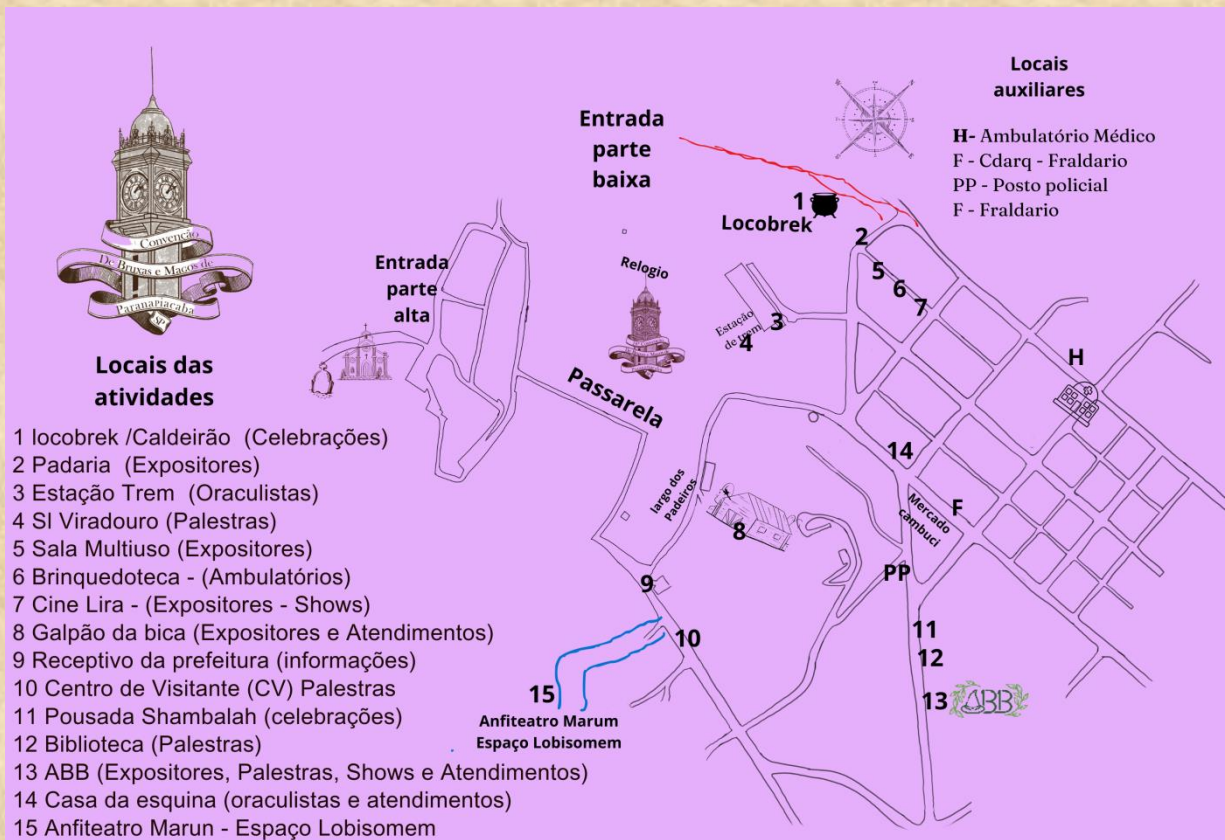 Convenção
De Bruxas e Magos de
Paranapiacaba
SP
Locais das
atividades
1 locobrek /Caldeirão (Celebrações)
2 Padaria (Expositores)
3 Estação Trem (Oraculistas)
4 Sl Viradouro (Palestras)
5 Sala Multiuso (Expositores)
6 Brinquedoteca - (Ambulatórios)
7 Cine Lira - (Expositores - Shows)
8 Galpão da bica (Expositores e Atendimentos)
9 Receptivo da prefeitura (informações)
10 Centro de Visitante (CV) Palestras
11 Pousada Shambalah (celebrações)
12 Biblioteca (Palestras)
13 ABB (Expositores, Palestras, Shows e Atendimentos)
14 Casa da esquina (oraculistas e atendimentos)
15 Anfiteatro Marun - Espaço Lobisomem
Entrada
parte
alta
Entrada
parte
baixa
Relogio
Passarela
Estação
de trem
largo dos
Padeiros
1
Locobrek
2
5
6
7
3
4
H
14
Mercado
cambuci
F
8
PP
9
10
11
12
13
ABB
15
Anfiteatro Marum
Espaço Lobisomem
Locais
auxiliares
H- Ambulatório Médico
F - Cdarq - Fraldario
PP - Posto policial
F - Fraldario